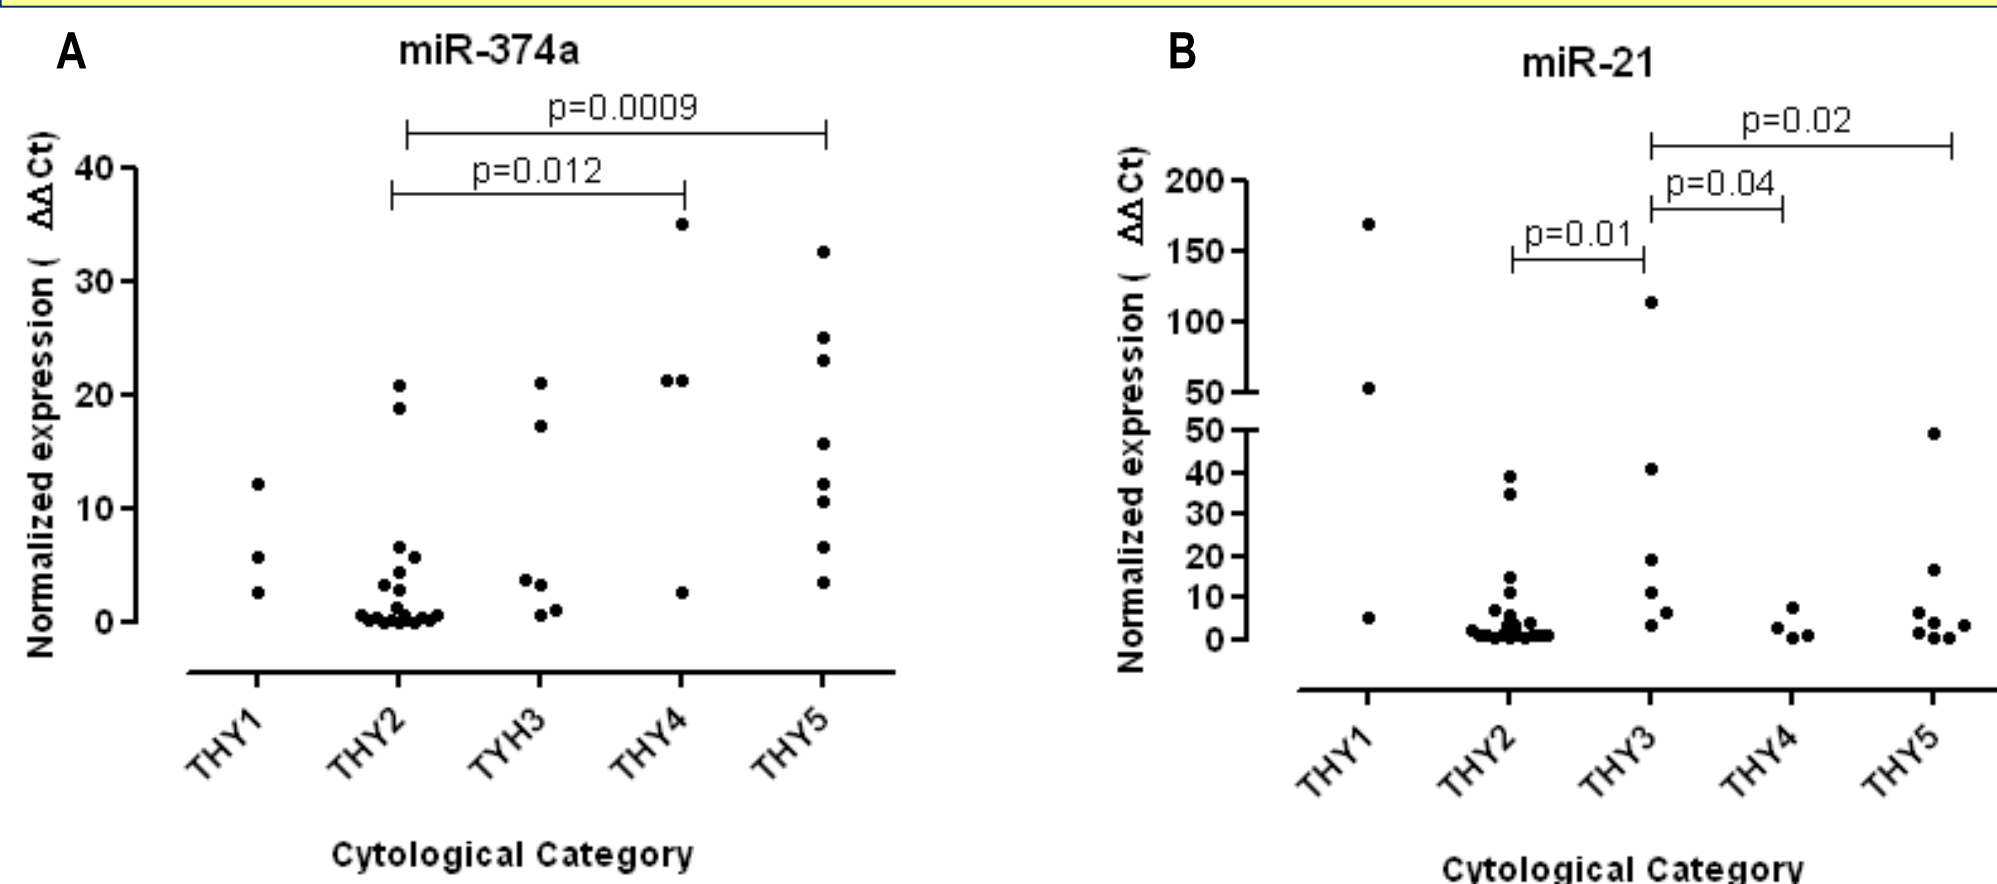 A
miR-374a
p=0.0009
p=0.012
Normalized expression ( ΔΔCt)
40
30
20
10
0
THY1
THY2
TYH3
THY4
THY5
Cytological Category
B
miR-21
p=0.02
p=0.04
p=0.01
Normalized expression ( ΔΔCt)
200
150
100
50
50
40
30
20
10
0
THY1
THY2
THY3
THY4
THY5
Cytological Category